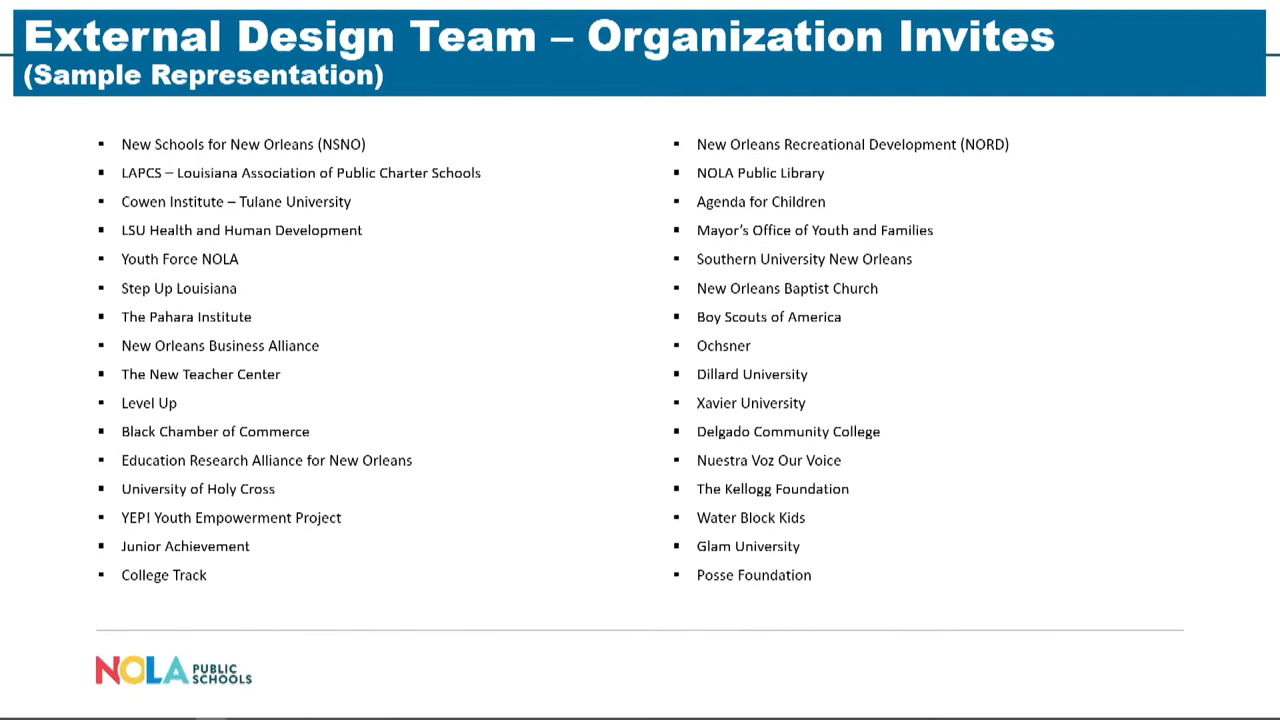 External Design Team – Organization Invites
(Sample Representation)
▪ New Schools for New Orleans (NSNO)
▪ LAPCS – Louisiana Association of Public Charter Schools
▪ Cowen Institute – Tulane University
▪ LSU Health and Human Development
▪ Youth Force NOLA
▪ Step Up Louisiana
▪ The Pahara Institute
▪ New Orleans Business Alliance
▪ The New Teacher Center
▪ Level Up
▪ Black Chamber of Commerce
▪ Education Research Alliance for New Orleans
▪ University of Holy Cross
▪ YEPI Youth Empowerment Project
▪ Junior Achievement
▪ College Track
▪ New Orleans Recreational Development (NORD)
▪ NOLA Public Library
▪ Agenda for Children
▪ Mayor’s Office of Youth and Families
▪ Southern University New Orleans
▪ New Orleans Baptist Church
▪ Boy Scouts of America
▪ Ochsner
▪ Dillard University
▪ Xavier University
▪ Delgado Community College
▪ Nuestra Voz Our Voice
▪ The Kellogg Foundation
▪ Water Block Kids
▪ Glam University
▪ Posse Foundation
NOLA PUBLIC
SCHOOLS